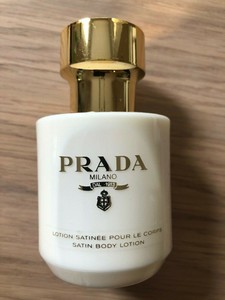 PRADA
MILANO
DAL 1913
LOTION SATINÉE POUR LE CORPS
SATIN BODY LOTION